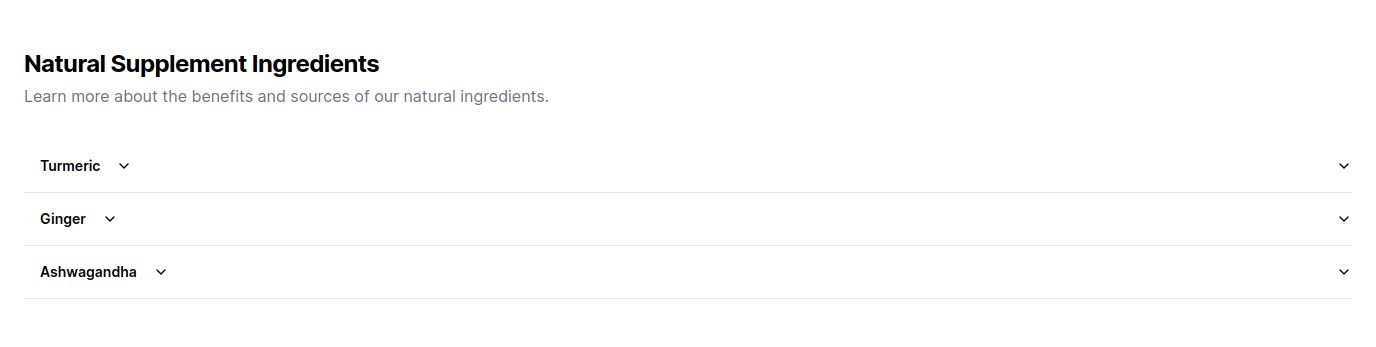 Natural Supplement Ingredients
Learn more about the benefits and sources of our natural ingredients.
Turmeric
Ginger
Ashwagandha